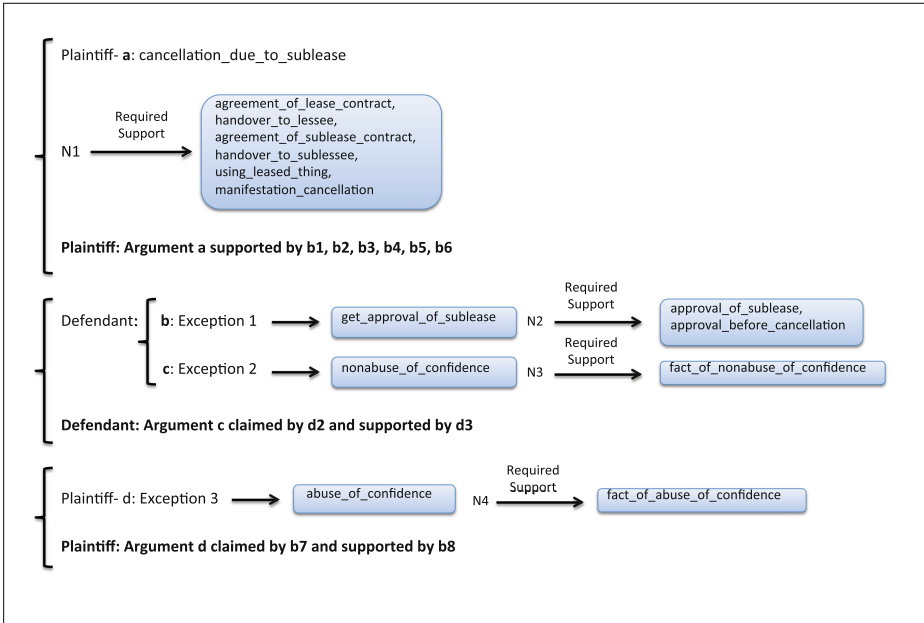 Plaintiff- a: cancellation_due_to_sublease
N1
Required
Support
agreement_of_lease_contract,
handover_to_lessee,
agreement_of_sublease_contract,
handover_to_sublessee,
using_leased_thing,
manifestation_cancellation
Plaintiff: Argument a supported by b1, b2, b3, b4, b5, b6
Defendant:
b: Exception 1
get_approval_of_sublease
N2
Required
Support
approval_of_sublease,
approval_before_cancellation
c: Exception 2
nonabuse_of_confidence
N3
Required
Support
fact_of_nonabuse_of_confidence
Defendant: Argument c claimed by d2 and supported by d3
Plaintiff- d: Exception 3
abuse_of_confidence
N4
Required
Support
fact_of_abuse_of_confidence
Plaintiff: Argument d claimed by b7 and supported by b8